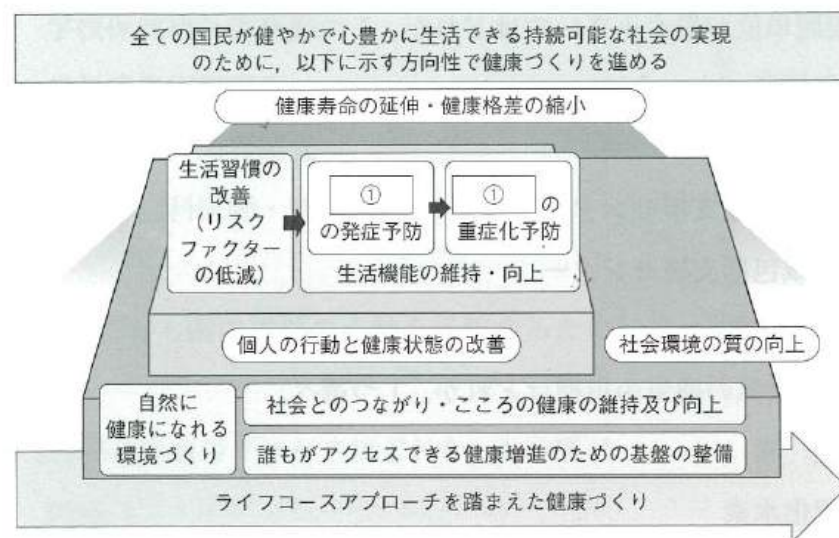 全ての国民が健やかで心豊かに生活できる持続可能な社会の実現
のために，以下に示す方向性で健康づくりを進める
健康寿命の延伸・健康格差の縮小
生活習慣の
改善
（リスク
ファクター
の低減）
①
の発症予防
①の
重症化予防
生活機能の維持・向上
個人の行動と健康状態の改善
社会環境の質の向上
自然に
健康になれる
環境づくり
社会とのつながり・こころの健康の維持及び向上
誰もがアクセスできる健康増進のための基盤の整備
ライフコースアプローチを踏まえた健康づくり